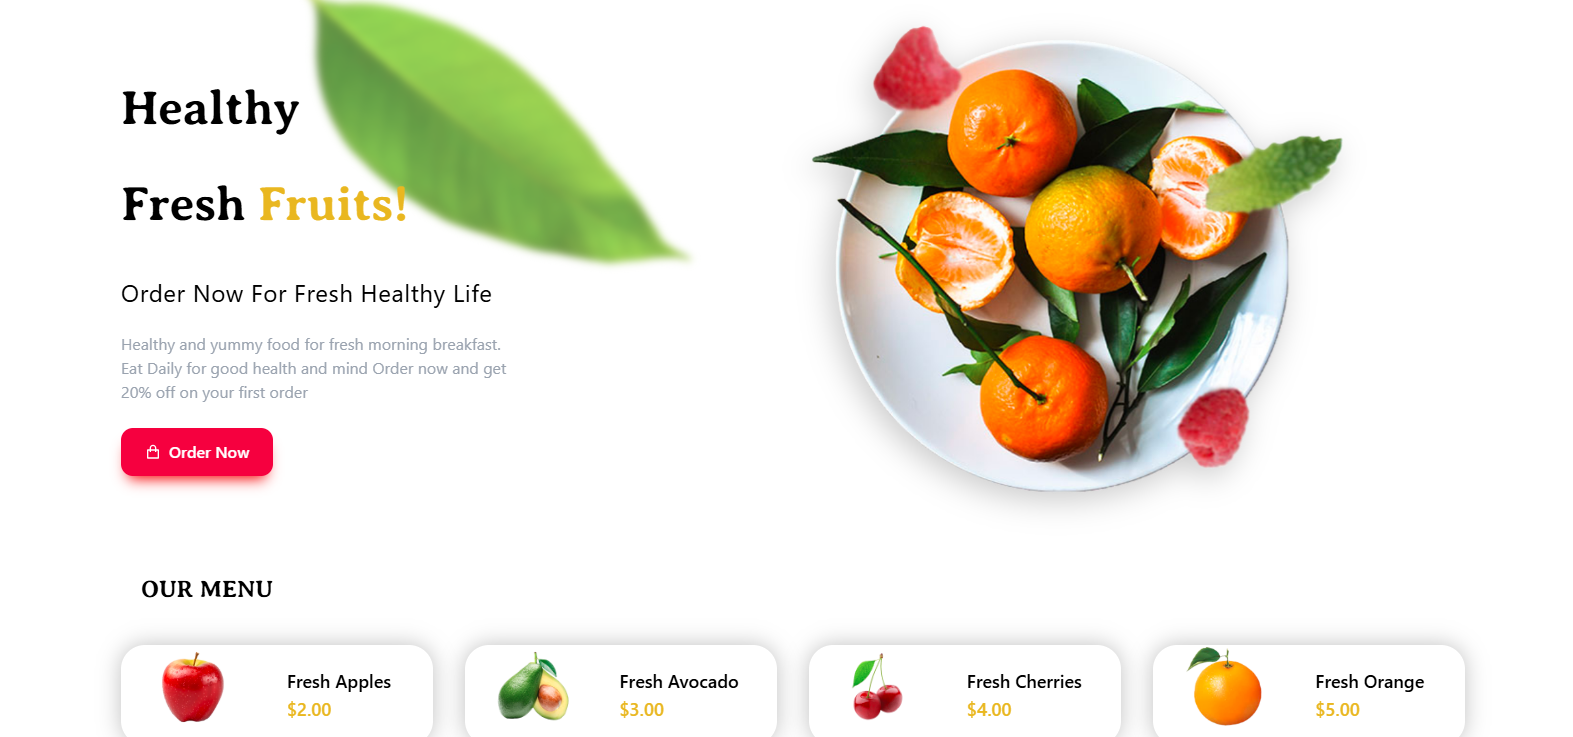 Healthy
Fresh Fruits!
Order Now For Fresh Healthy Life
Healthy and yummy food for fresh morning breakfast.
Eat Daily for good health and mind Order now and get
20% off on your first order
Order Now
OUR MENU
Fresh Apples
$2.00
Fresh Avocado
$3.00
Fresh Cherries
$4.00
Fresh Orange
$5.00